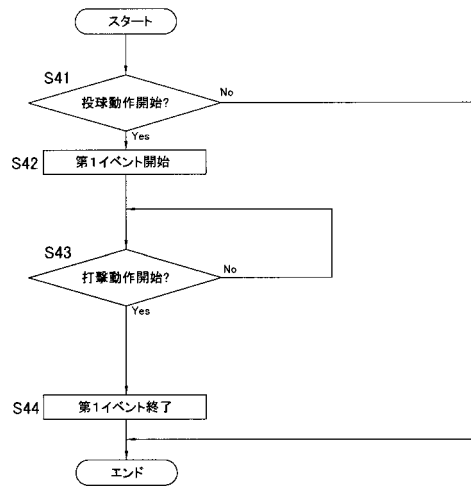 スタート
S41
投球動作開始?
No
Yes
S42
第1イベント開始
S43
打撃動作開始?
No
Yes
S44
第1イベント終了
エンド